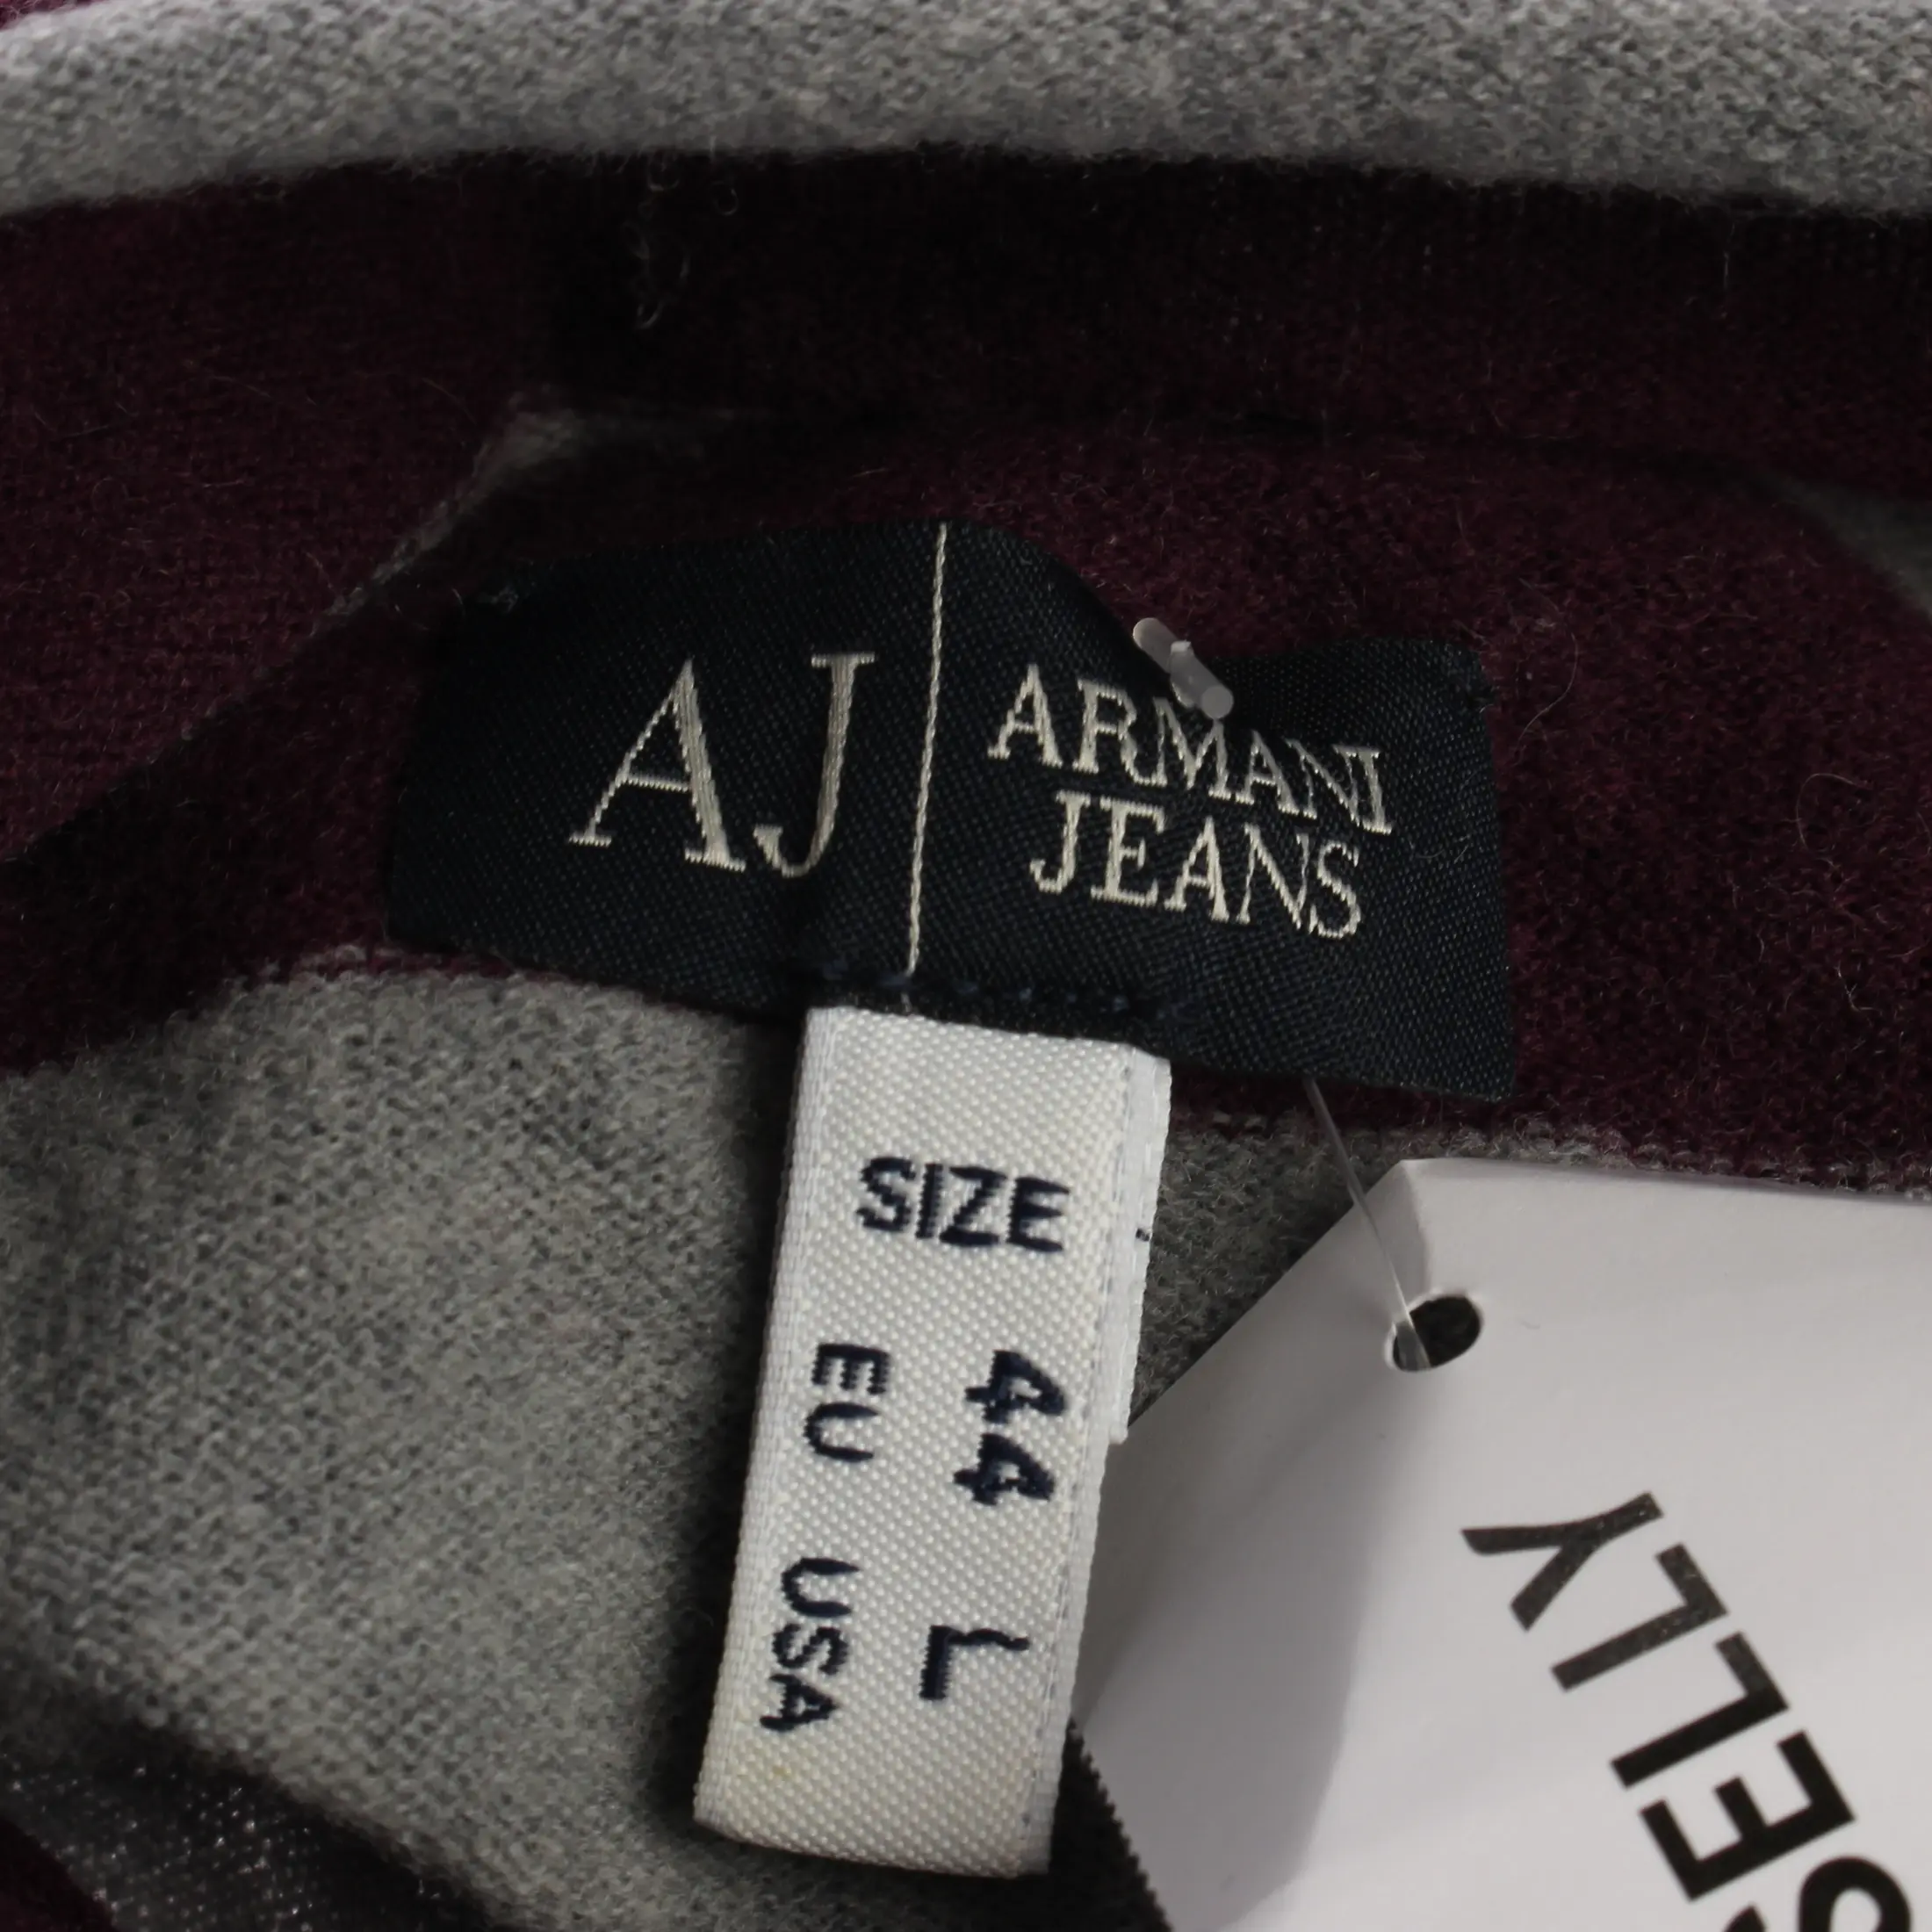 AJ
ARMANI
JEANS
SIZE
44 L
EU USA
SELLY